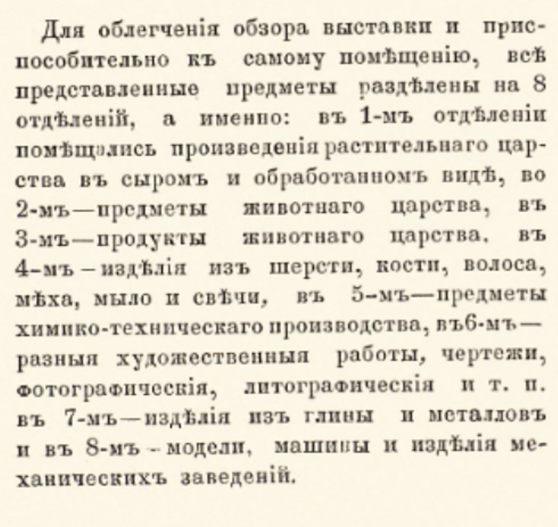 Для облегченія обзора выставки и прис-
пособительно къ самому помѣщенію, всѣ
представленные предметы раздѣлены на 8
отдѣленій, а именно: въ 1-мъ отдѣленіи
помѣщались произведенія растительнаго цар-
ства въ сыромъ и обработанномъ видѣ, во
2-мъ—предметы животнаго царства, въ
3-мъ—продукты животнаго царства. въ
4-мъ—издѣлія изъ шерсти, кости, волоса,
мѣха, мыло и свѣчи, въ 5-мъ—предметы
химико-техническаго производства, въ6-мъ—
разныя художественныя работы, чертежи,
фотографическія, литографическія и т. п.
въ 7-мъ—издѣлія изъ глины и металловъ
и въ 8-мъ-модели, машины и издѣлія ме-
ханическихъ заведеній.